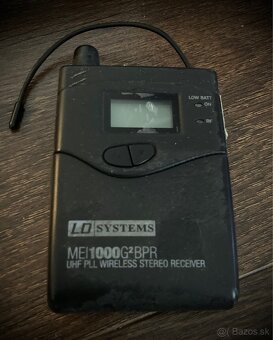 LOW BATT
ON
RF
LD SYSTEMS
MEI1000G²BPR
UHF PLL WIRELESS STEREO RECEIVER
Bazos.sk